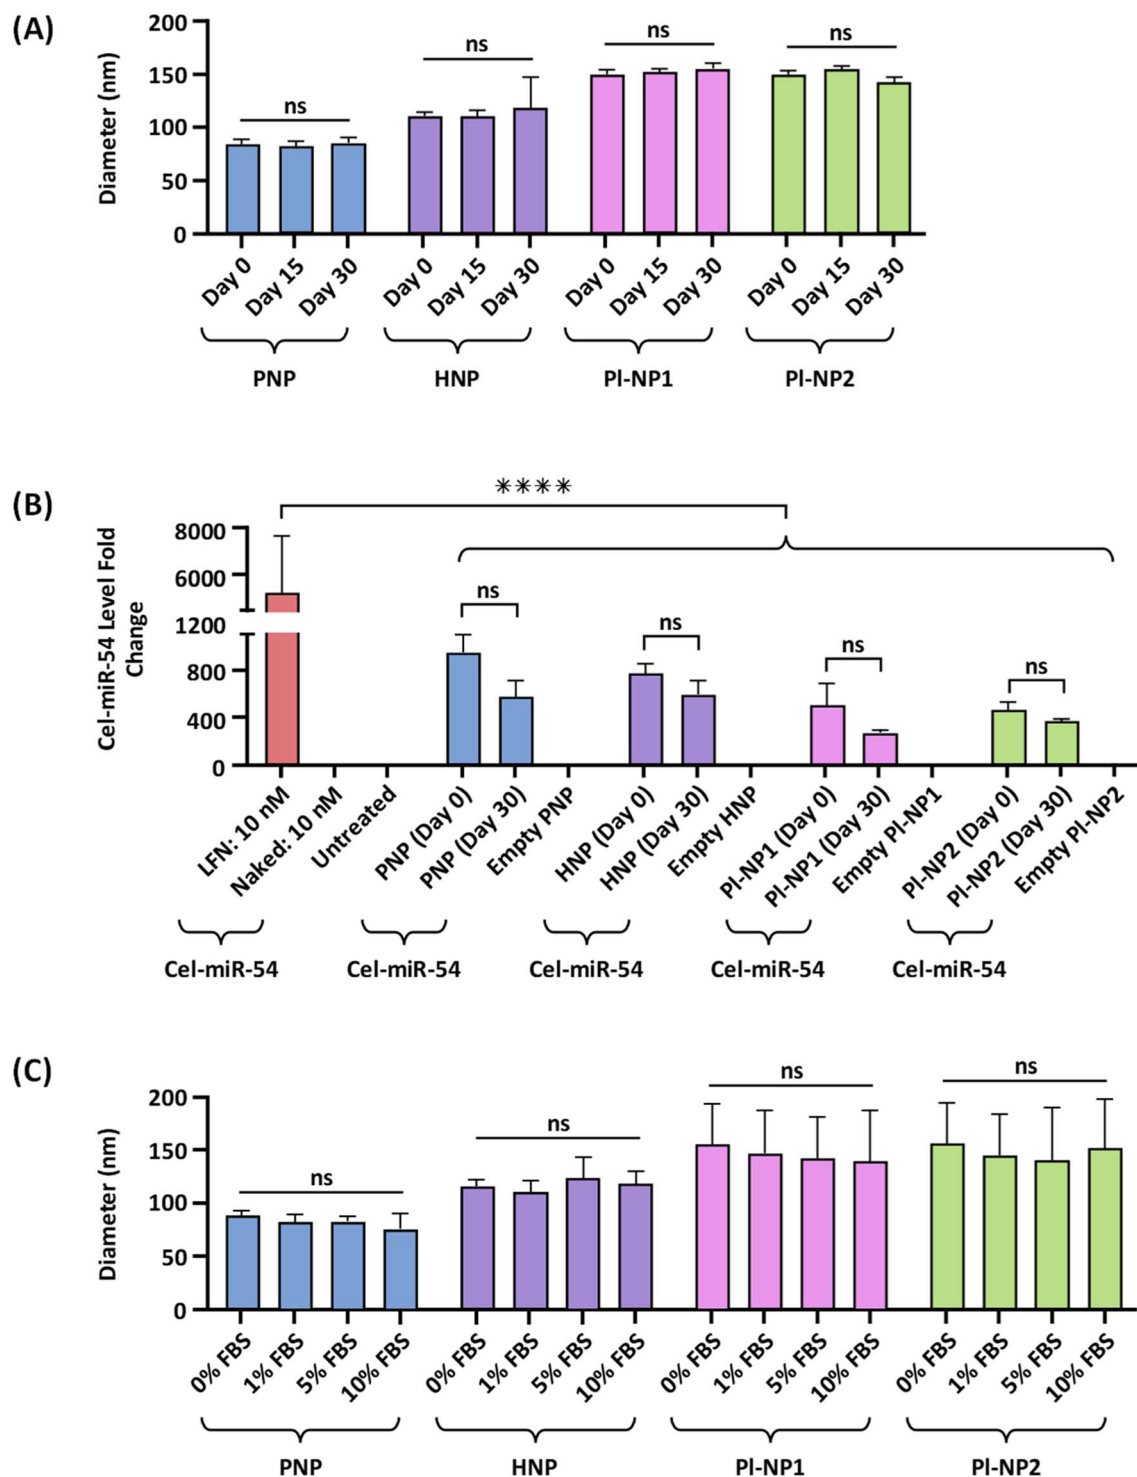 (A)
Diameter (nm)
200
150
100
50
0
ns
ns
ns
ns
Day 0
Day 15
Day 30
Day 0
Day 15
Day 30
Day 0
Day 15
Day 30
Day 0
Day 15
Day 30
PNP
HNP
Pl-NP1
Pl-NP2
(B)
Cel-miR-54 Level Fold
Change
8000
6000
1200
800
400
0
****
ns
ns
ns
ns
LFN: 10 nM
Naked: 10 nM
Untreated
PNP (Day 0)
PNP (Day 30)
Empty PNP
HNP (Day 0)
HNP (Day 30)
Empty HNP
Pl-NP1 (Day 0)
Pl-NP1 (Day 30)
Empty Pl-NP1
Pl-NP2 (Day 0)
Pl-NP2 (Day 30)
Empty Pl-NP2
Cel-miR-54
Cel-miR-54
Cel-miR-54
Cel-miR-54
Cel-miR-54
(C)
Diameter (nm)
200
150
100
50
0
ns
ns
ns
ns
0% FBS
1% FBS
5% FBS
10% FBS
0% FBS
1% FBS
5% FBS
10% FBS
0% FBS
1% FBS
5% FBS
10% FBS
0% FBS
1% FBS
5% FBS
10% FBS
PNP
HNP
Pl-NP1
Pl-NP2